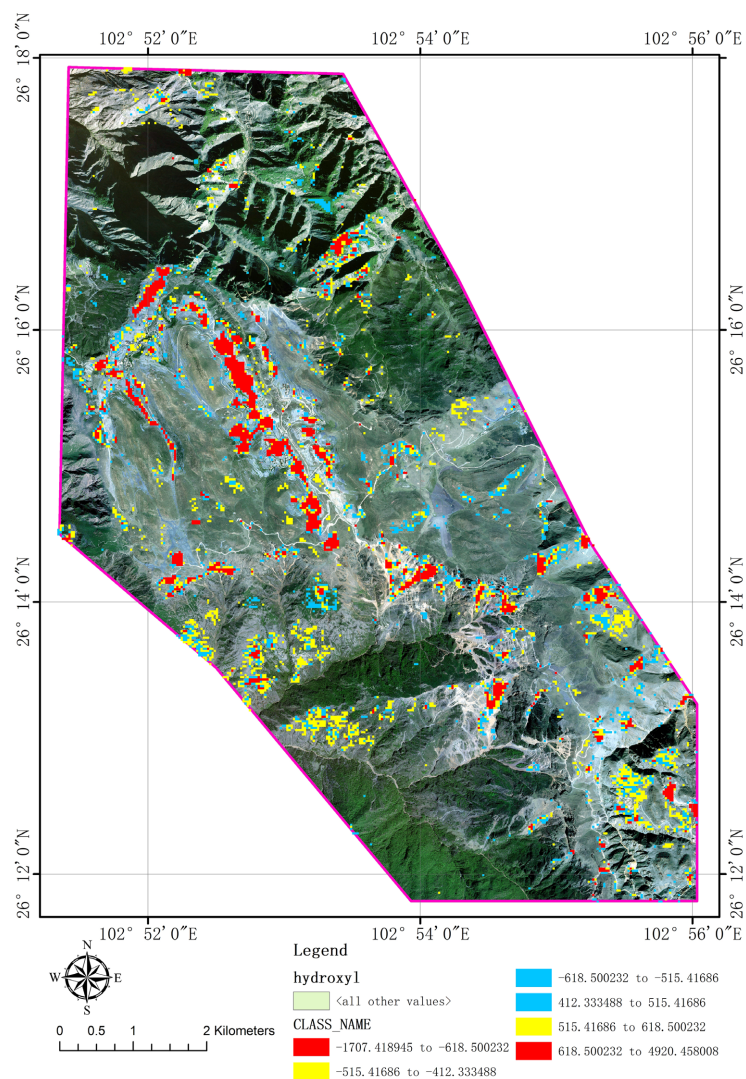 102° 52′0″E 102° 54′0″E 102° 56′0″E
26° 18′0″N
26° 18′0″N
26° 16′0″N
26° 16′0″N
26° 14′0″N
26° 14′0″N
26° 12′0″N
26° 12′0″N
102° 52′0″E 102° 54′0″E 102° 56′0″E
N
W E
S
0 0.5 1 2 Kilometers
Legend
hydroxyl
<all other values>
CLASS_NAME
-1707.418945 to -618.500232
-515.41686 to -412.333488
-618.500232 to -515.41686
412.333488 to 515.41686
515.41686 to 618.500232
618.500232 to 4920.458008